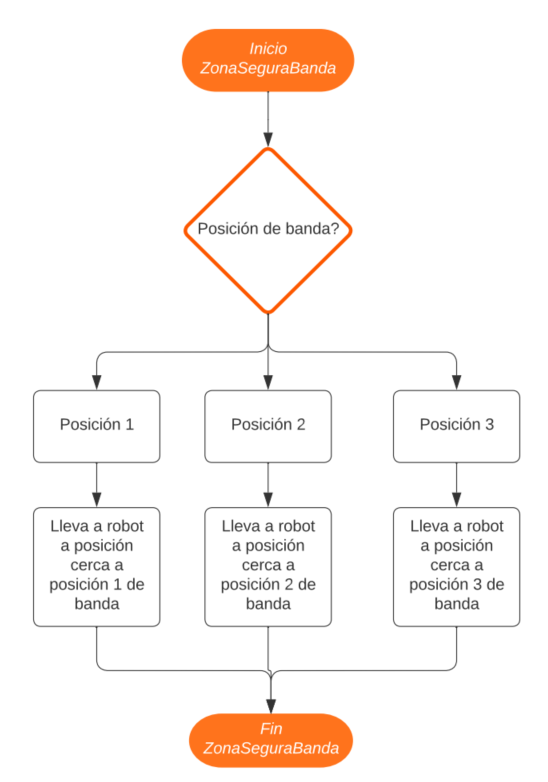 Inicio
ZonaSeguraBanda
Posición de banda?
Posición 1
Posición 2
Posición 3
Lleva a robot
a posición
cerca a
posición 1 de
banda
Lleva a robot
a posición
cerca a
posición 2 de
banda
Lleva a robot
a posición
cerca a
posición 3 de
banda
Fin
ZonaSeguraBanda